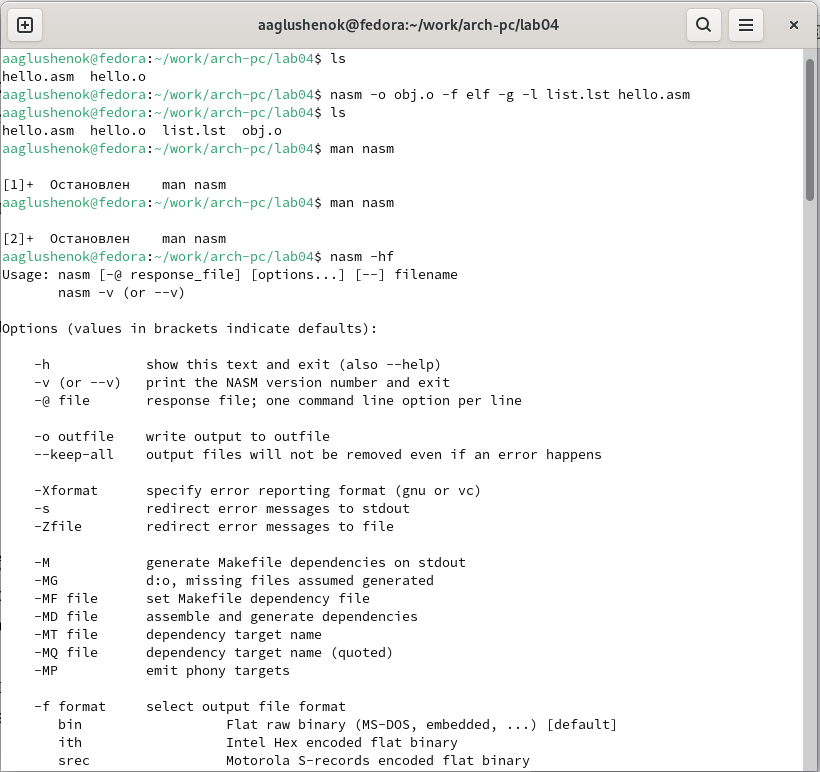 aaglushenok@fedora:~/work/arch-pc/lab04
aaglushenok@fedora:~/work/arch-pc/lab04$ ls
hello.asm  hello.o
aaglushenok@fedora:~/work/arch-pc/lab04$ nasm -o obj.o -f elf -g -l list.lst hello.asm
aaglushenok@fedora:~/work/arch-pc/lab04$ ls
hello.asm  hello.o  list.lst  obj.o
aaglushenok@fedora:~/work/arch-pc/lab04$ man nasm
[1]+  Остановлен    man nasm
aaglushenok@fedora:~/work/arch-pc/lab04$ man nasm
[2]+  Остановлен    man nasm
aaglushenok@fedora:~/work/arch-pc/lab04$ nasm -hf
Usage: nasm [-@ response_file] [options...] [--] filename
       nasm -v (or --v)
Options (values in brackets indicate defaults):
    -h            show this text and exit (also --help)
    -v (or --v)   print the NASM version number and exit
    -@ file       response file; one command line option per line
    -o outfile    write output to outfile
    --keep-all    output files will not be removed even if an error happens
    -Xformat      specify error reporting format (gnu or vc)
    -s            redirect error messages to stdout
    -Zfile        redirect error messages to file
    -M            generate Makefile dependencies on stdout
    -MG           d:o, missing files assumed generated
    -MF file      set Makefile dependency file
    -MD file      assemble and generate dependencies
    -MT file      dependency target name
    -MQ file      dependency target name (quoted)
    -MP           emit phony targets
    -f format     select output file format
       bin                  Flat raw binary (MS-DOS, embedded, ...) [default]
       ith                  Intel Hex encoded flat binary
       srec                 Motorola S-records encoded flat binary